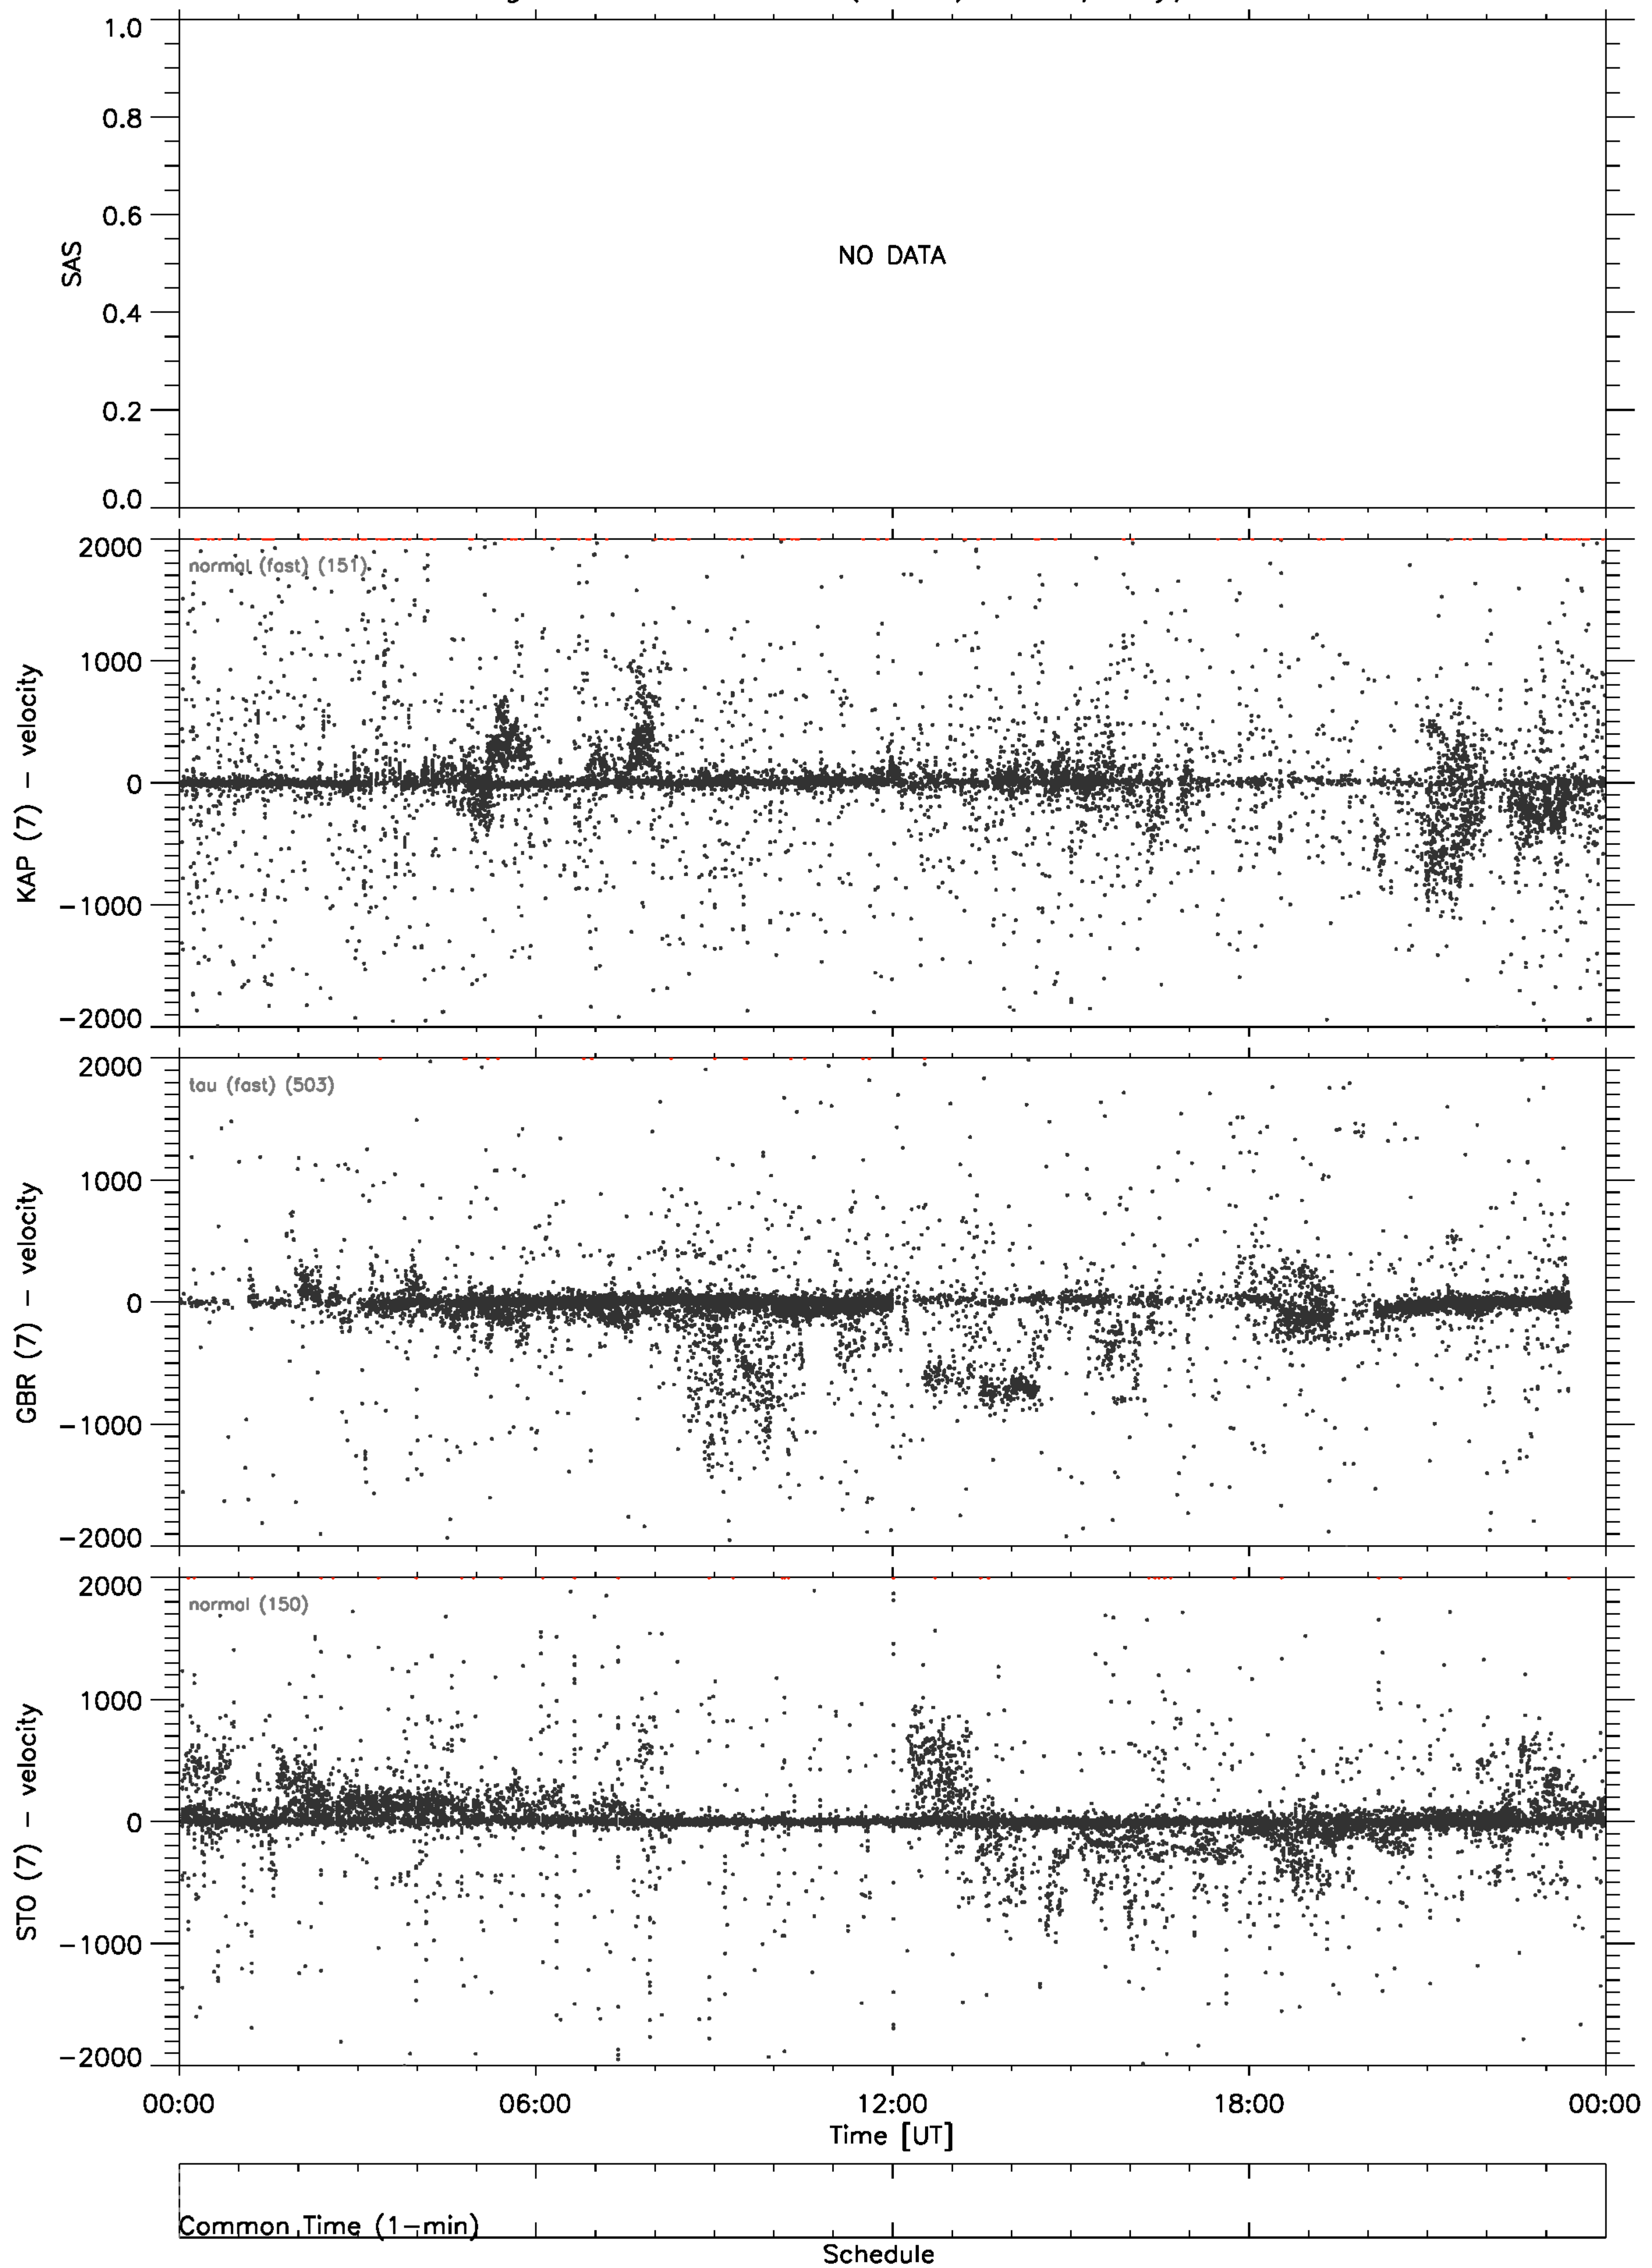 1.0
0.8
0.6
0.4
0.2
0.0
SAS
NO DATA
2000
1000
0
−1000
−2000
KAP (7) − velocity
normal (fast) (151)
2000
1000
0
−1000
−2000
GBR (7) − velocity
tau (fast) (503)
2000
1000
0
−1000
−2000
STO (7) − velocity
normal (150)
00:00 06:00 12:00 18:00 00:00
Time [UT]
Common Time (1−min)
Schedule